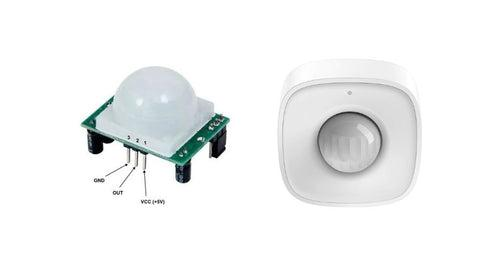 3 2 1
GND
OUT
VCC (+5V)